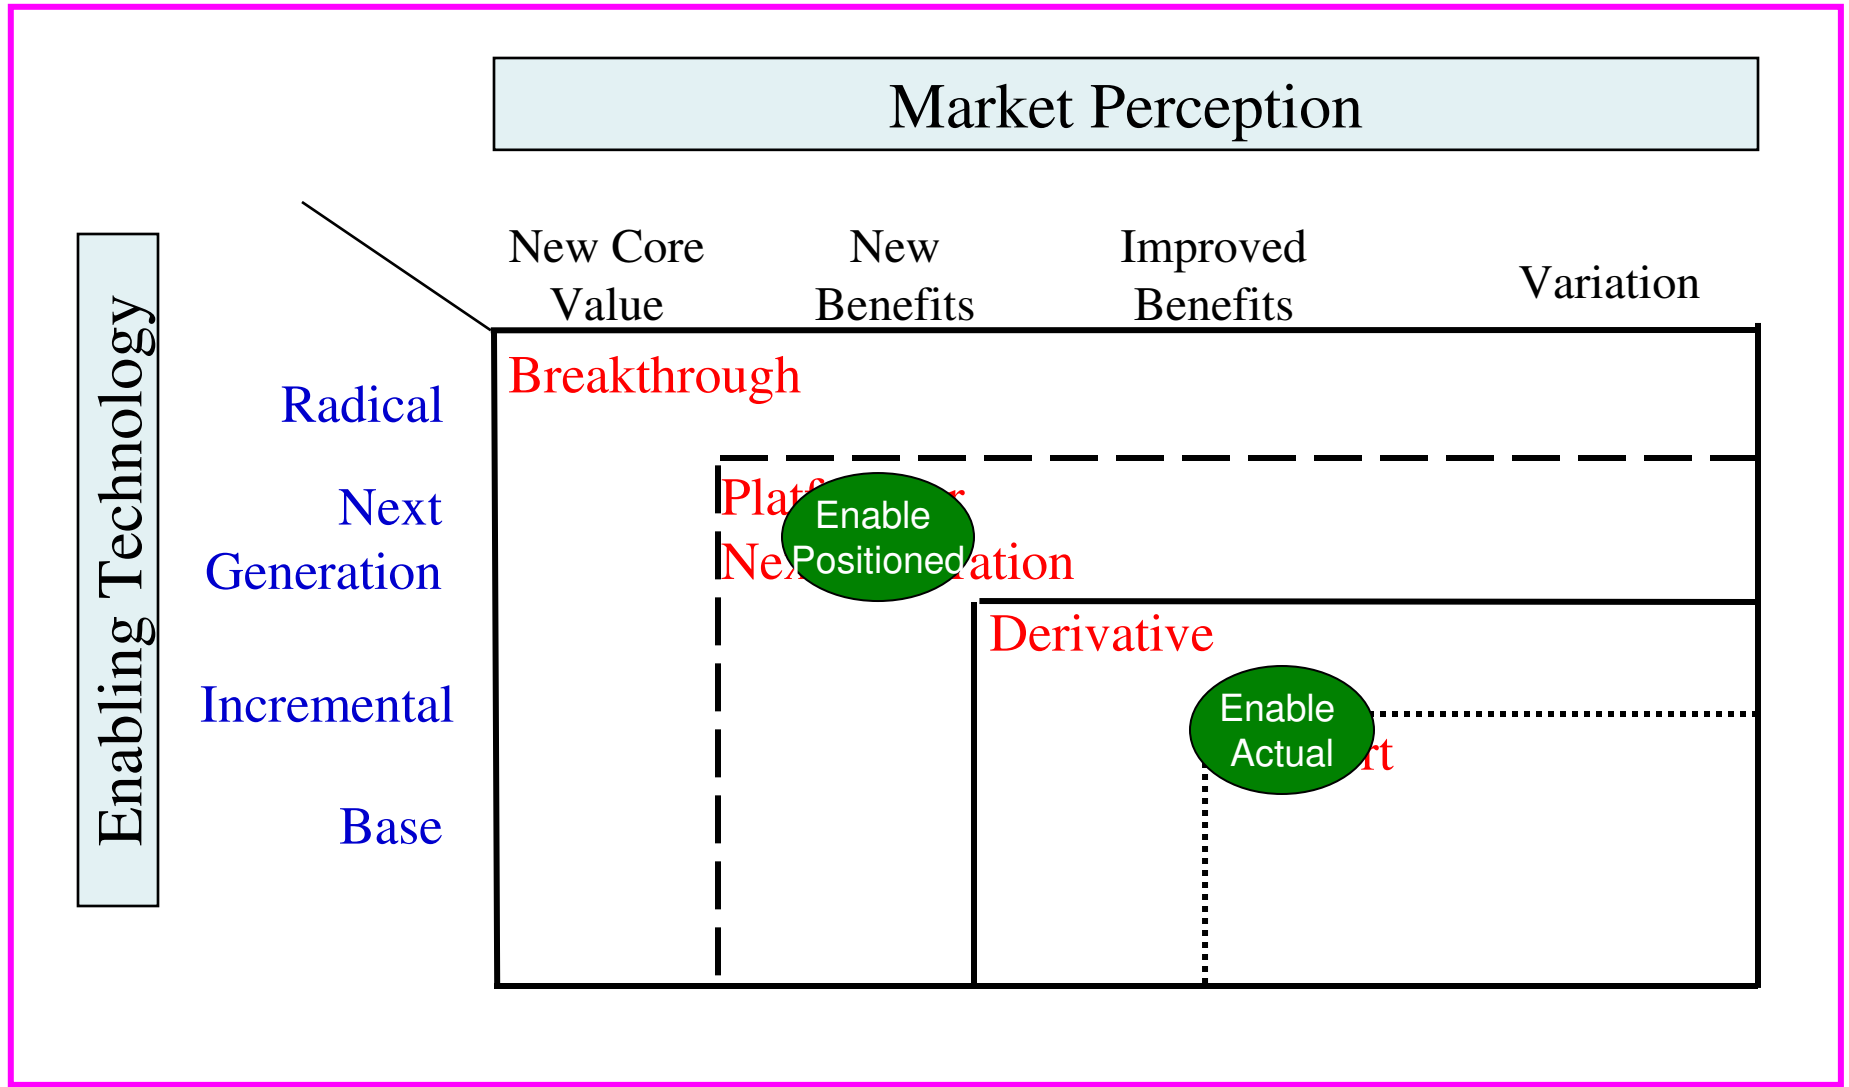 Market Perception
New Core
Value
New
Benefits
Improved
Benefits
Variation
Enabling Technology
Radical
Next
Generation
Incremental
Base
Breakthrough
Enable
Positioned
Derivative
Enable
Actual